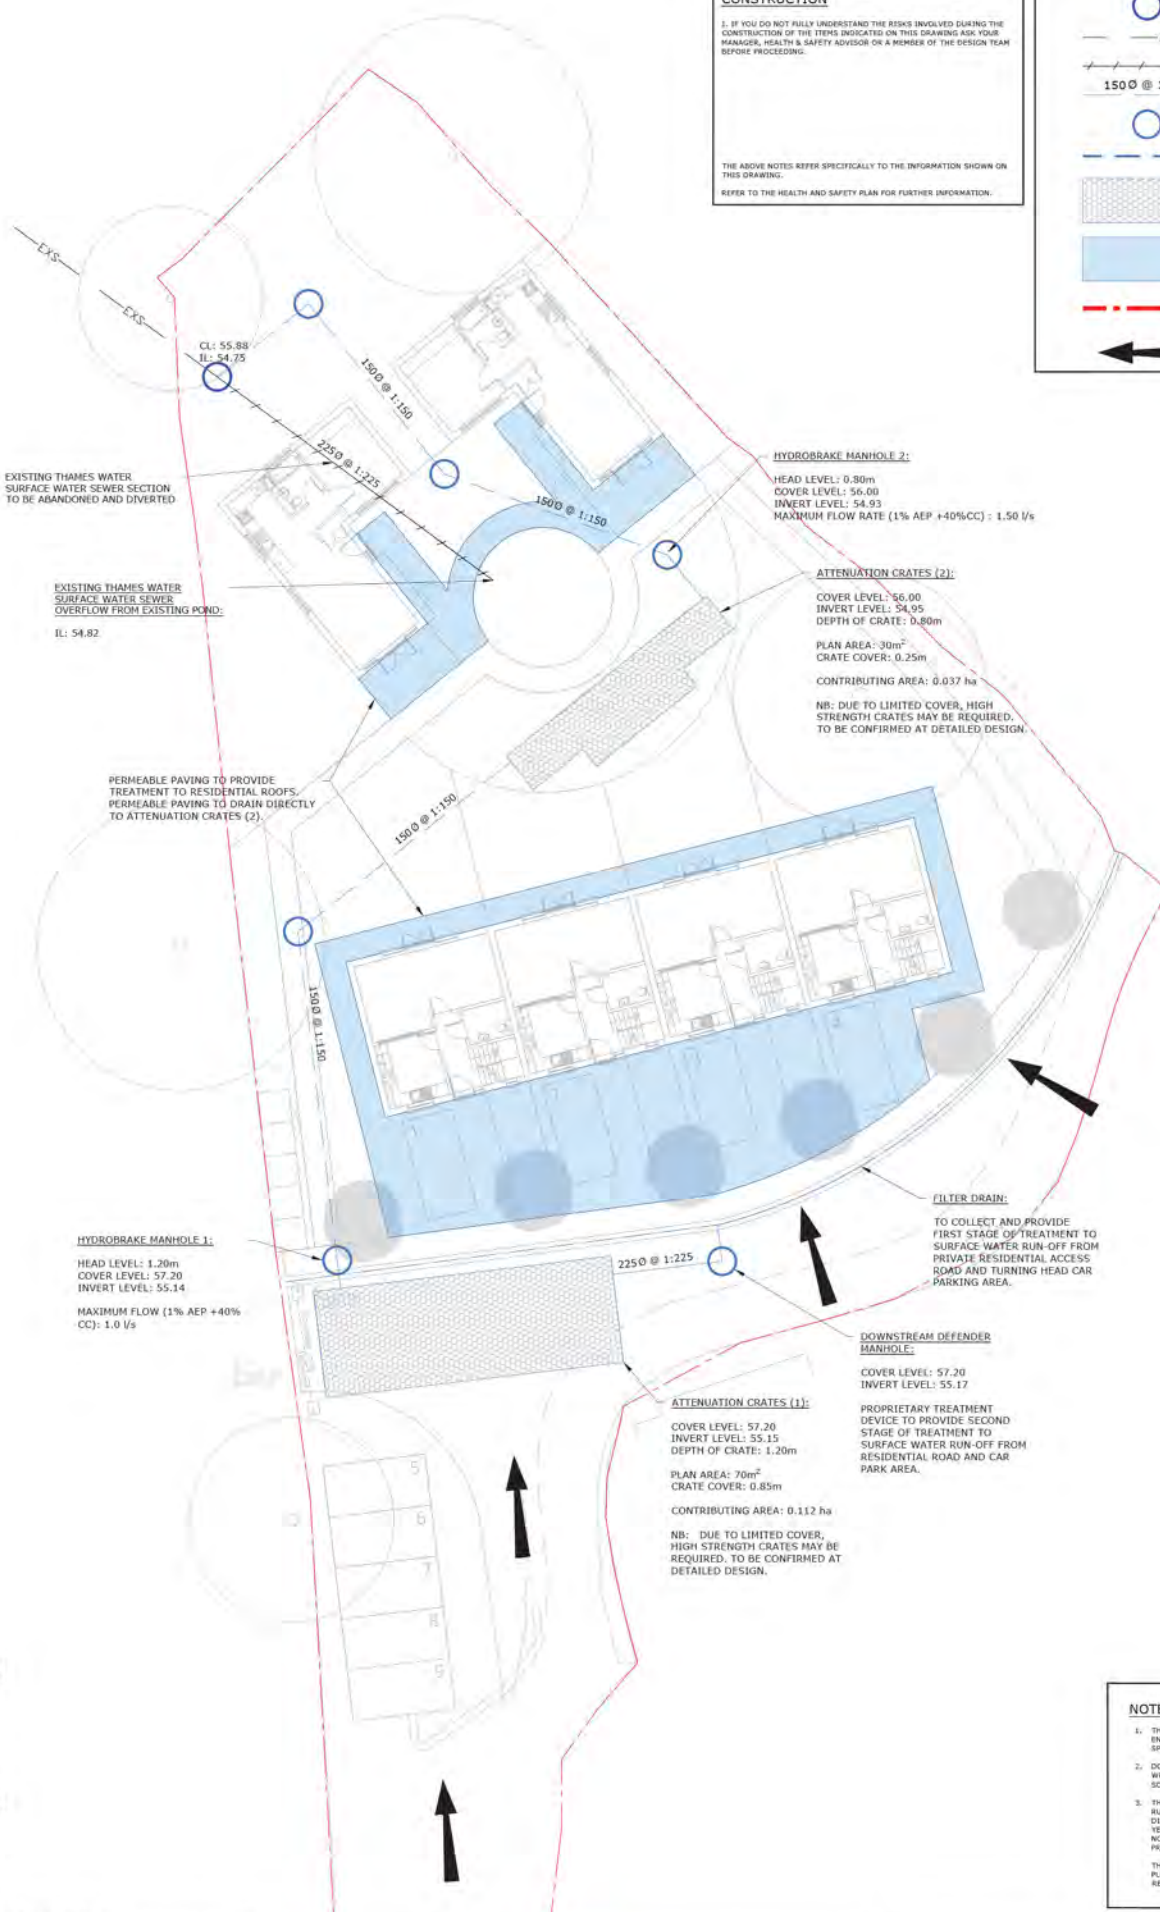 CONSTRUCTION
1. IF YOU DO NOT FULLY UNDERSTAND THE RISKS INVOLVED DURING THE
CONSTRUCTION OF THE ITEMS INDICATED ON THIS DRAWING ASK YOUR
MANAGER, HEALTH & SAFETY ADVISOR OR A MEMBER OF THE DESIGN TEAM
BEFORE PROCEEDING.
THE ABOVE NOTES REFER SPECIFICALLY TO THE INFORMATION SHOWN ON
THIS DRAWING.
REFER TO THE HEALTH AND SAFETY PLAN FOR FURTHER INFORMATION.
150Ø @
EXS
EXS
CL: 55.88
IL: 54.75
150Ø @ 1:150
225Ø @ 1:225
150Ø @ 1:150
EXISTING THAMES WATER
SURFACE WATER SEWER SECTION
TO BE ABANDONED AND DIVERTED
HYDROBRAKE MANHOLE 2:
HEAD LEVEL: 0.80m
COVER LEVEL: 56.00
INVERT LEVEL: 54.93
MAXIMUM FLOW RATE (1% AEP +40%CC) : 1.50 l/s
EXISTING THAMES WATER
SURFACE WATER SEWER
OVERFLOW FROM EXISTING POND:
IL: 54.82
ATTENUATION CRATES (2):
COVER LEVEL: 56.00
INVERT LEVEL: 54.95
DEPTH OF CRATE: 0.80m
PLAN AREA: 30m²
CRATE COVER: 0.25m
CONTRIBUTING AREA: 0.037 ha
NB: DUE TO LIMITED COVER, HIGH
STRENGTH CRATES MAY BE REQUIRED.
TO BE CONFIRMED AT DETAILED DESIGN.
PERMEABLE PAVING TO PROVIDE
TREATMENT TO RESIDENTIAL ROOFS.
PERMEABLE PAVING TO DRAIN DIRECTLY
TO ATTENUATION CRATES (2).
150Ø @ 1:150
150Ø @ 1:150
FILTER DRAIN:
TO COLLECT AND PROVIDE
FIRST STAGE OF TREATMENT TO
SURFACE WATER RUN-OFF FROM
PRIVATE RESIDENTIAL ACCESS
ROAD AND TURNING HEAD CAR
PARKING AREA.
HYDROBRAKE MANHOLE 1:
HEAD LEVEL: 1.20m
COVER LEVEL: 57.20
INVERT LEVEL: 55.14
MAXIMUM FLOW (1% AEP +40%
CC): 1.0 l/s
225Ø @ 1:225
DOWNSTREAM DEFENDER
MANHOLE:
COVER LEVEL: 57.20
INVERT LEVEL: 55.17
PROPRIETARY TREATMENT
DEVICE TO PROVIDE SECOND
STAGE OF TREATMENT TO
SURFACE WATER RUN-OFF FROM
RESIDENTIAL ROAD AND CAR
PARK AREA.
ATTENUATION CRATES (1):
COVER LEVEL: 57.20
INVERT LEVEL: 55.15
DEPTH OF CRATE: 1.20m
PLAN AREA: 70m²
CRATE COVER: 0.85m
CONTRIBUTING AREA: 0.112 ha
NB: DUE TO LIMITED COVER,
HIGH STRENGTH CRATES MAY BE
REQUIRED. TO BE CONFIRMED AT
DETAILED DESIGN.
5
6
7
8
9
1.
2.
3.